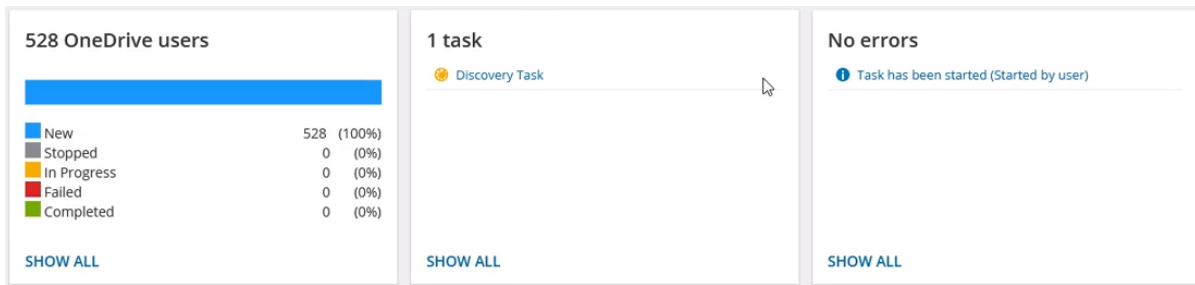 528 OneDrive users
New 528 (100%)
Stopped 0 (0%)
In Progress 0 (0%)
Failed 0 (0%)
Completed 0 (0%)
SHOW ALL
1 task
Discovery Task
SHOW ALL
No errors
Task has been started (Started by user)
SHOW ALL